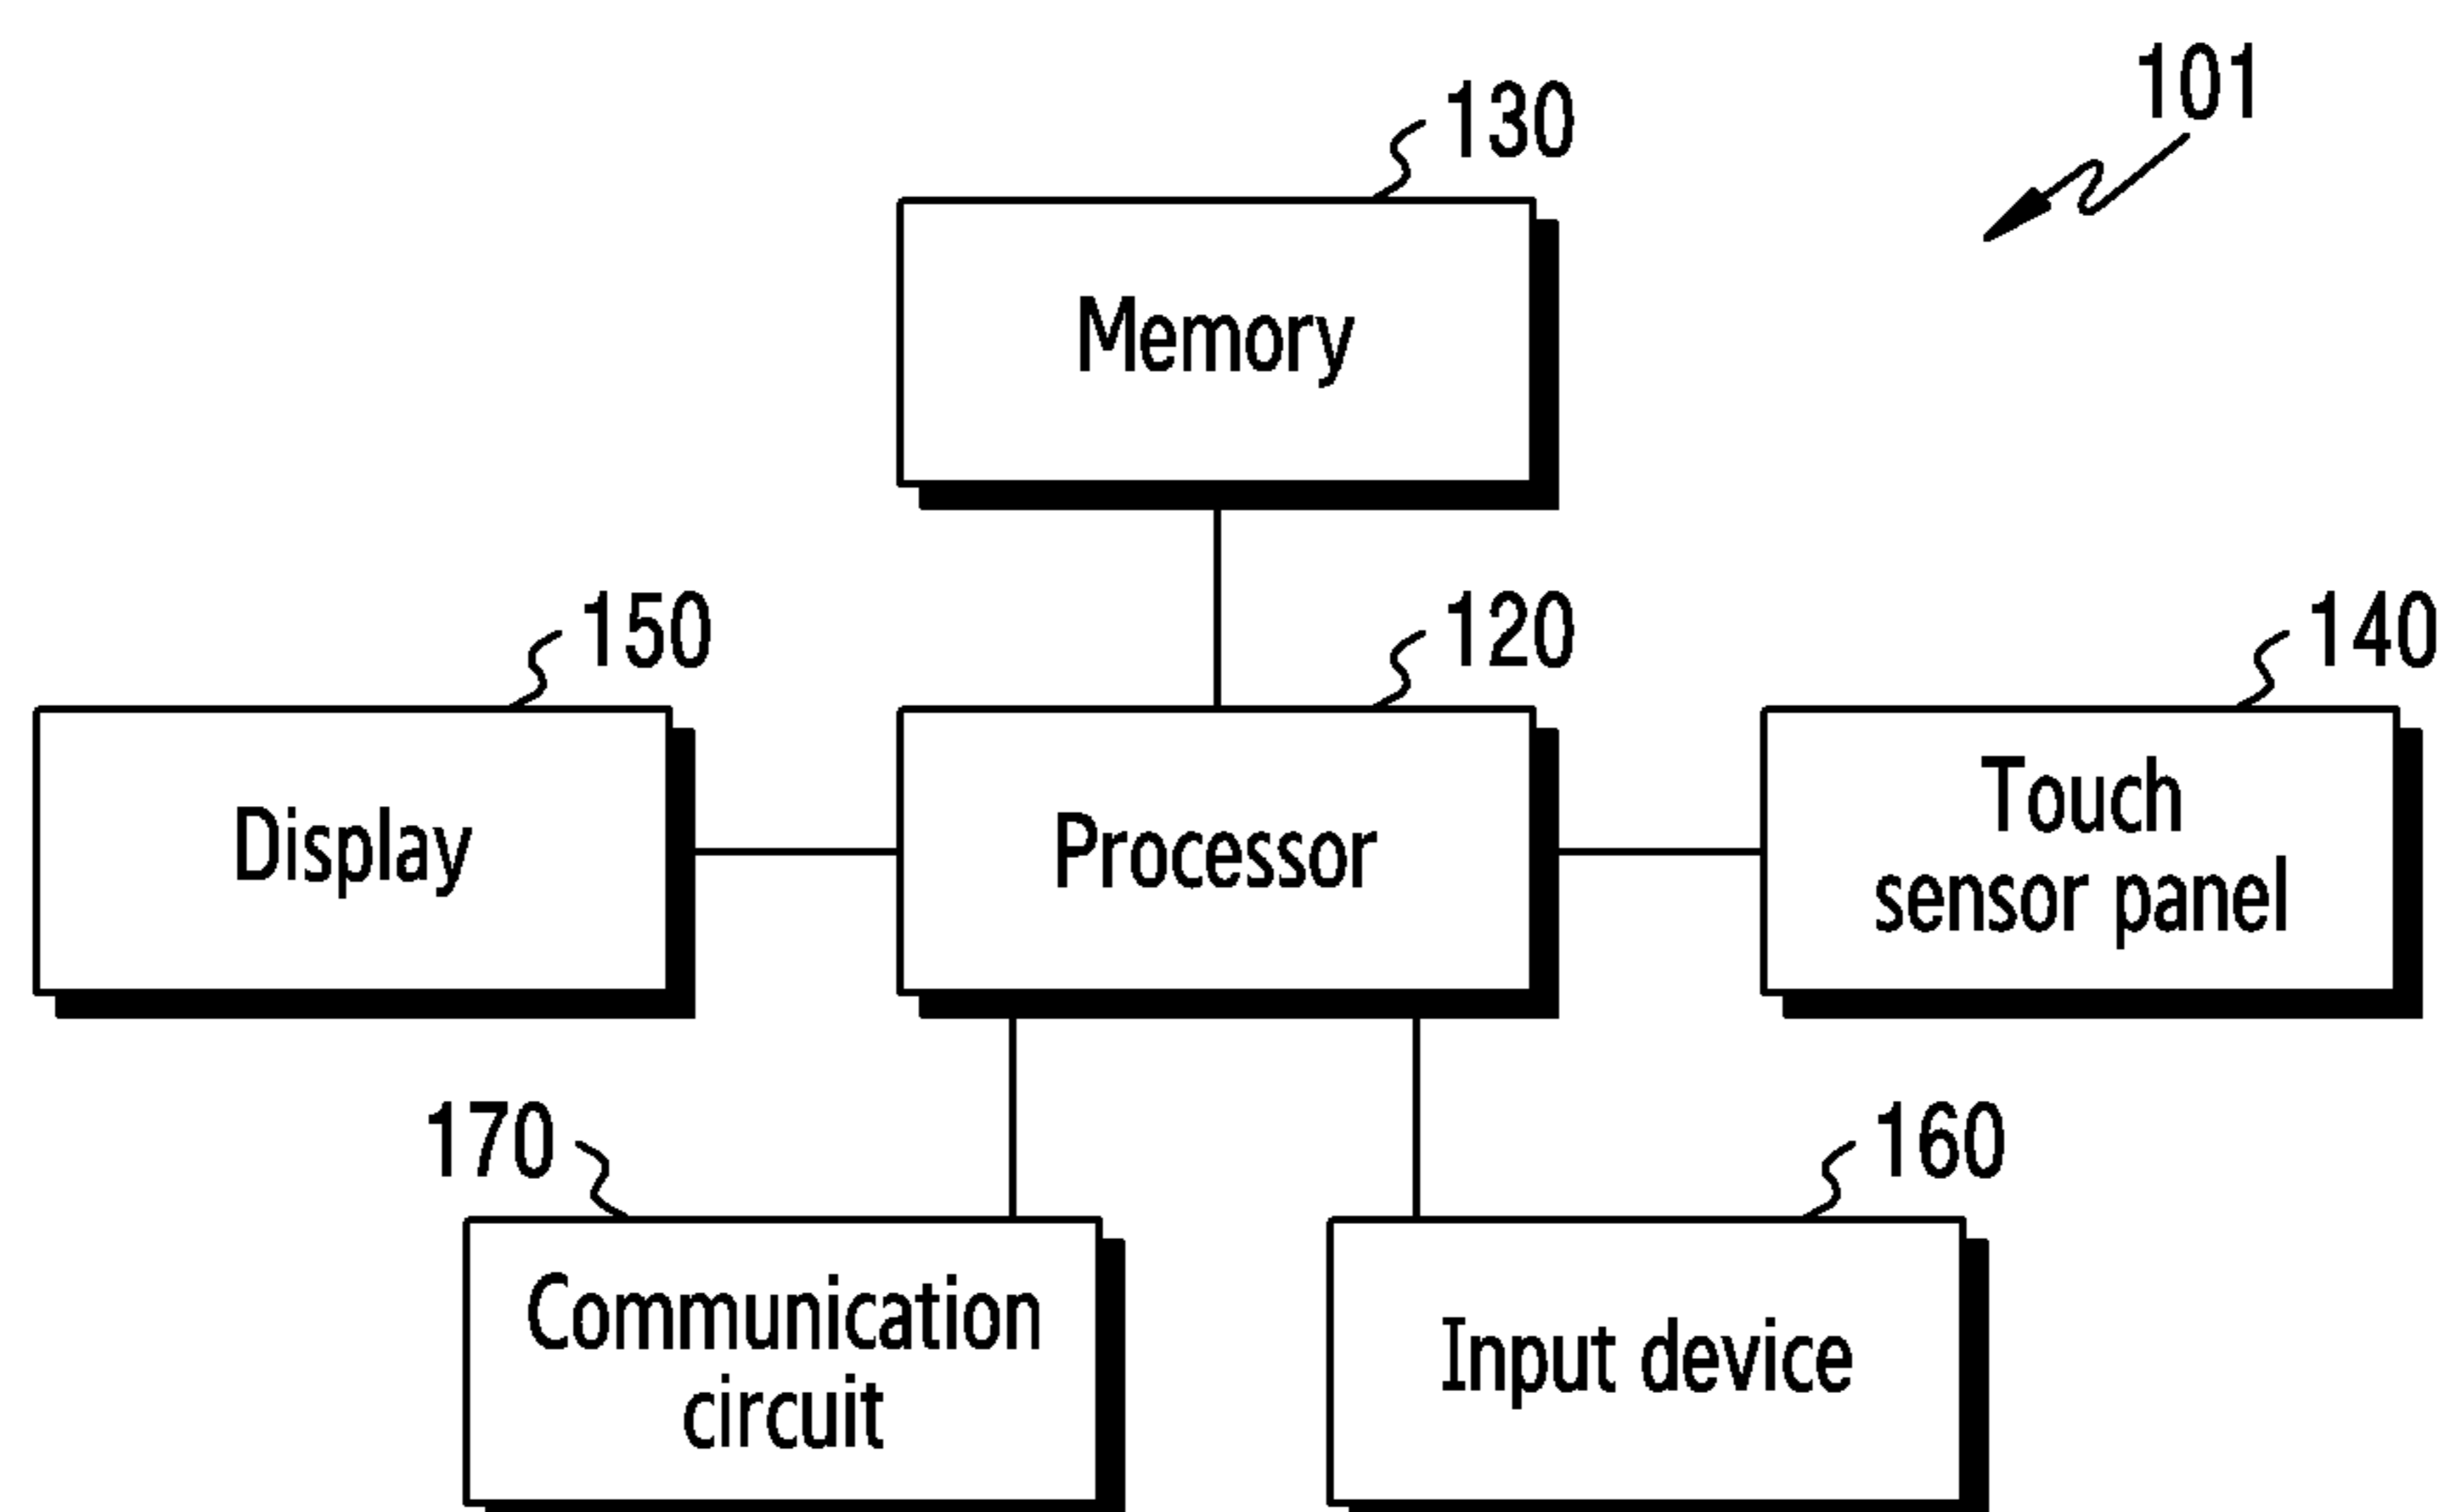 101
130
Memory
150
120
140
Display
Processor
Touch
sensor panel
170
160
Communication
circuit
Input device